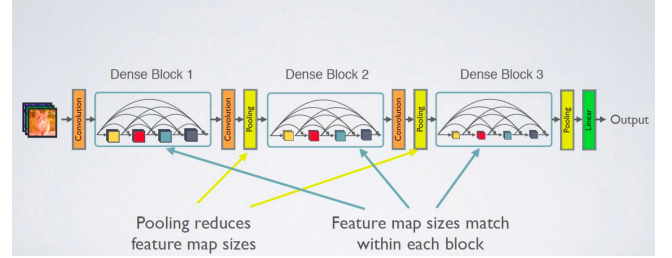 Dense Block 1
Dense Block 2
Dense Block 3
Convolution
Convolution
Pooling
Convolution
Pooling
Pooling
Linear
Output
Pooling reduces
feature map sizes
Feature map sizes match
within each block